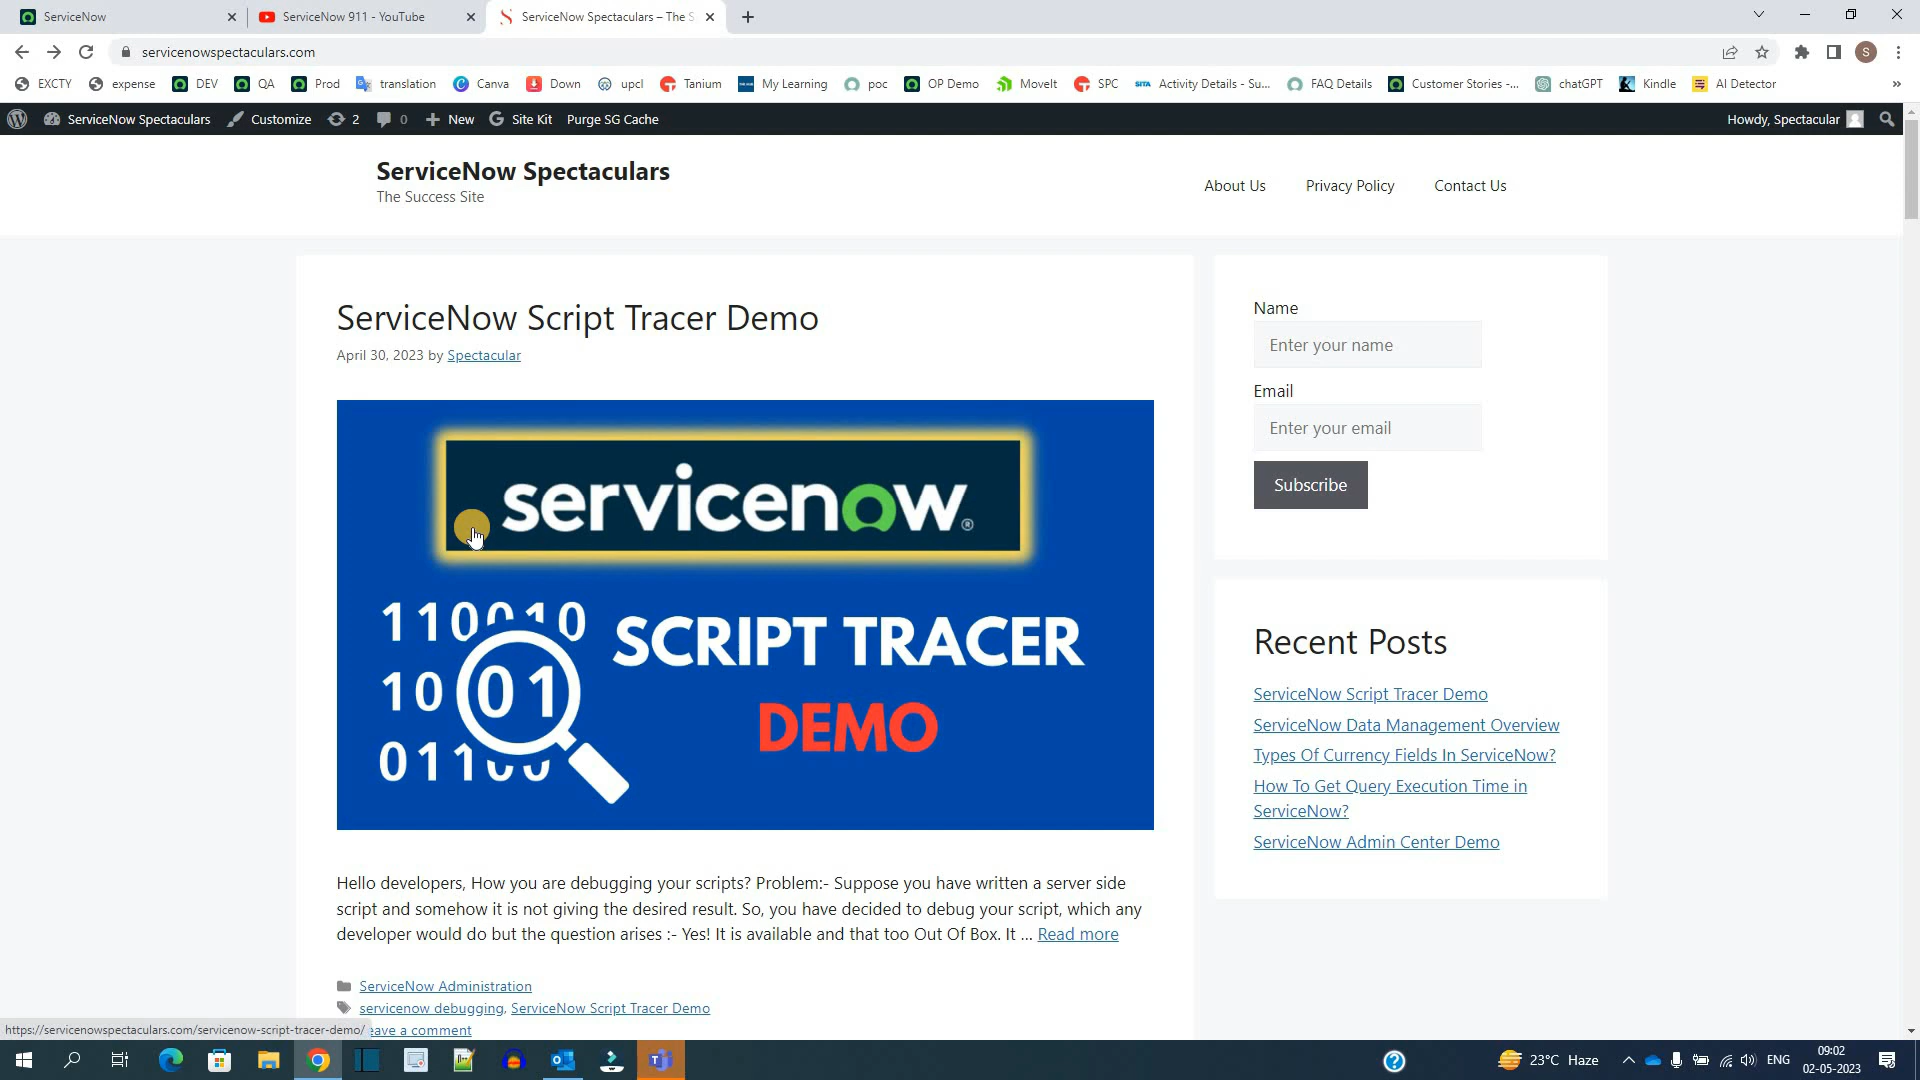 ServiceNow
ServiceNow 911 - YouTube
ServiceNow Spectaculars – The S
servicenowspectaculars.com
S
EXCTY
expense
DEV
QA
Prod
translation
Canva
Down
upcl
Tanium
My Learning
poc
OP Demo
MoveIt
SPC
SITA
Activity Details - Su...
FAQ Details
Customer Stories -...
chatGPT
Kindle
AI Detector
»
ServiceNow Spectaculars
Customize
2
0
New
Site Kit
Purge SG Cache
Howdy, Spectacular
ServiceNow Spectaculars
The Success Site
About Us
Privacy Policy
Contact Us
ServiceNow Script Tracer Demo
April 30, 2023 by Spectacular
servicenow®
110010
10 01
01100
SCRIPT TRACER
DEMO
Hello developers, How you are debugging your scripts? Problem:- Suppose you have written a server side
script and somehow it is not giving the desired result. So, you have decided to debug your script, which any
developer would do but the question arises :- Yes! It is available and that too Out Of Box. It ... Read more
ServiceNow Administration
servicenow debugging, ServiceNow Script Tracer Demo
eave a comment
Name
Enter your name
Email
Enter your email
Subscribe
Recent Posts
ServiceNow Script Tracer Demo
ServiceNow Data Management Overview
Types Of Currency Fields In ServiceNow?
How To Get Query Execution Time in
ServiceNow?
ServiceNow Admin Center Demo
https://servicenowspectaculars.com/servicenow-script-tracer-demo/
23°C Haze
ENG
09:02
02-05-2023